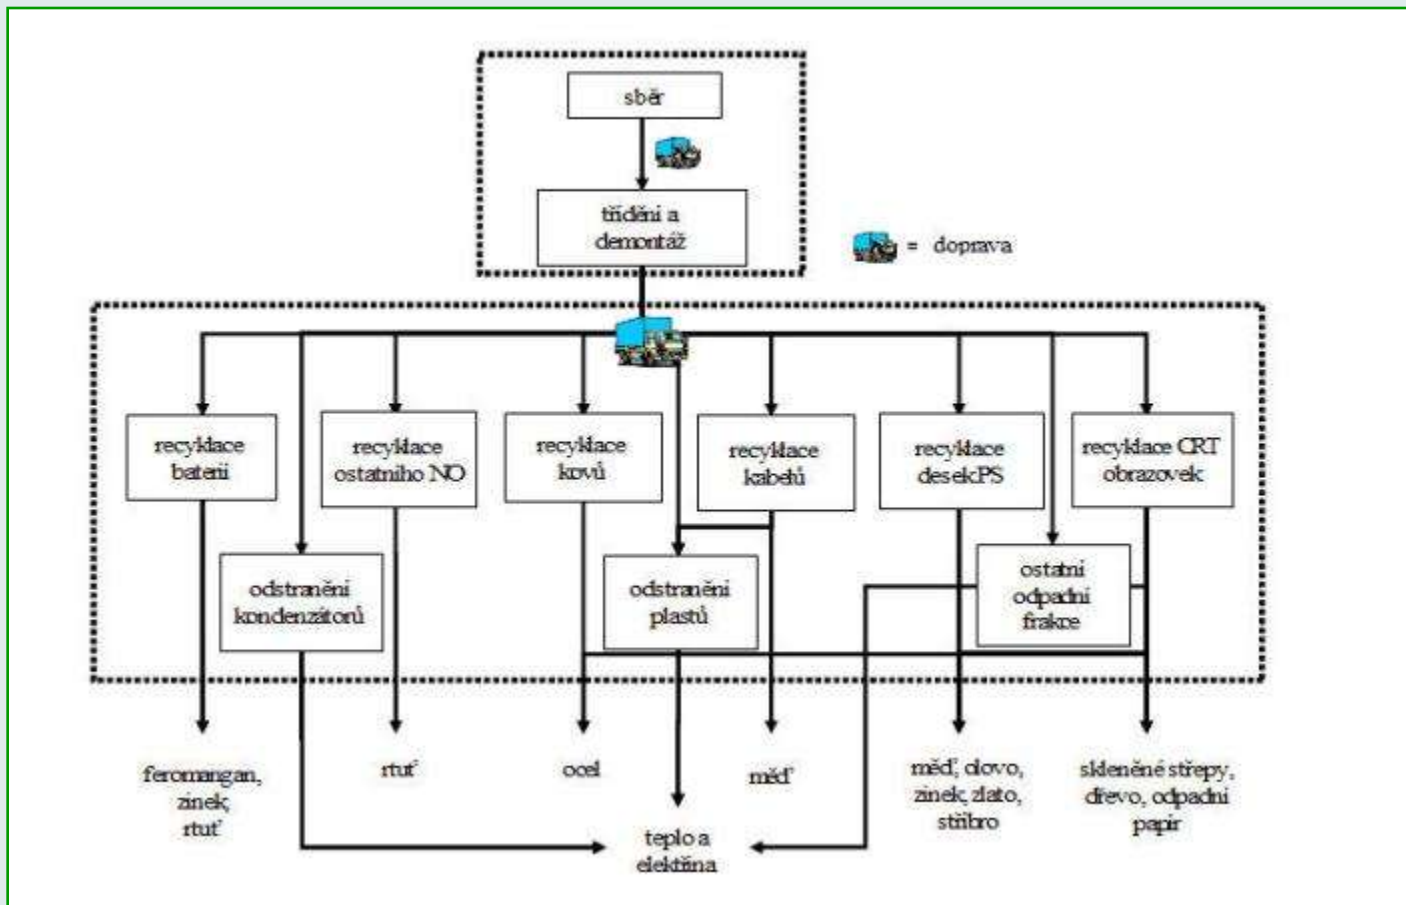 sběr
třídění a
demontáž
= doprava
recyklace
baterií
recyklace
ostatního NO
recyklace
kovů
recyklace
kabelů
recyklace
desek PS
recyklace CRT
obrazovek
odstranění
kondenzátorů
odstranění
plastů
ostatní
odpadní
frakce
feromangan,
zinek,
rtuť
rtuť
ocel
měď
měď, olovo,
zinek, zlato,
stříbro
skleněné střepy,
dřevo, odpadní
papír
teplo a
elektřina